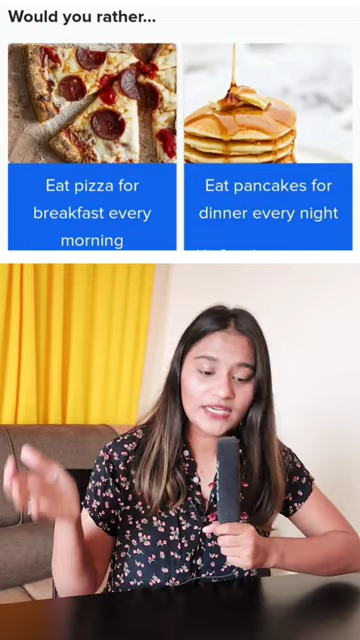 Would you rather...
Eat pizza for
breakfast every
morning
Eat pancakes for
dinner every night